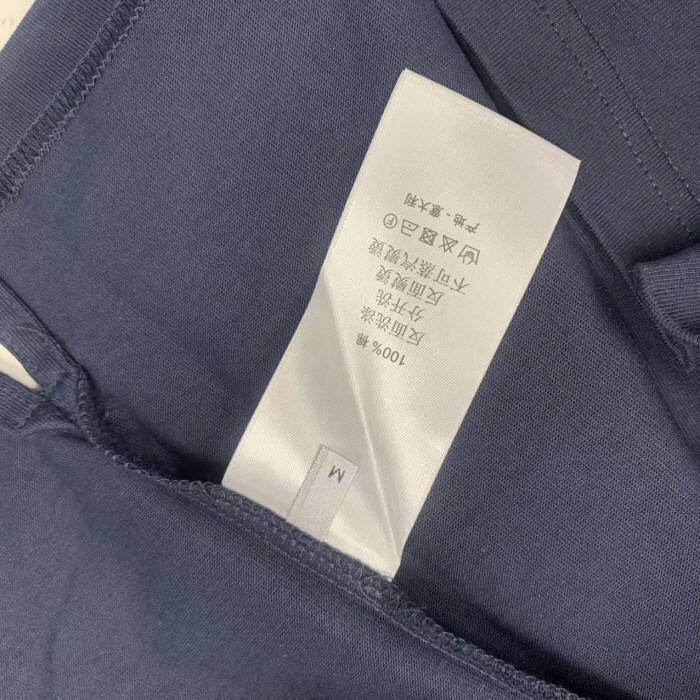 100% 棉
反面洗涤
分开洗
反面熨烫
不可蒸汽熨烫
F
产地 - 意大利
M